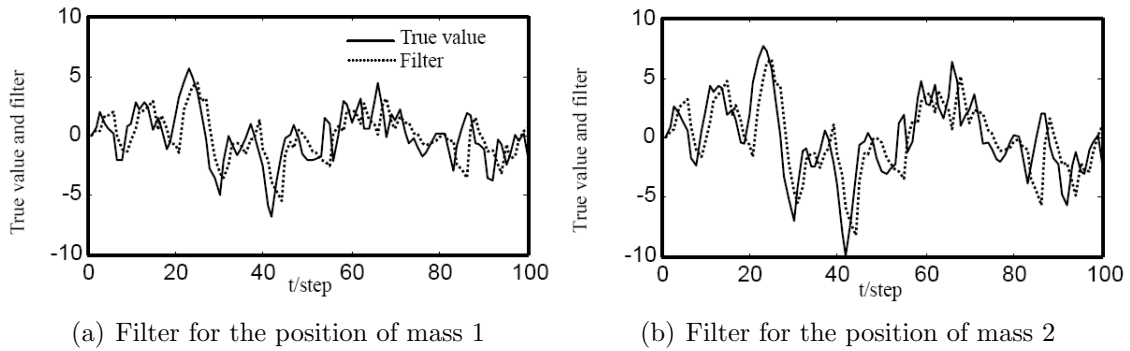 10
5
0
-5
-10
True value and filter
True value
Filter
0 20 40 60 80 100
t/step
(a) Filter for the position of mass 1
10
5
0
-5
-10
True value and filter
0 20 40 60 80 100
t/step
(b) Filter for the position of mass 2